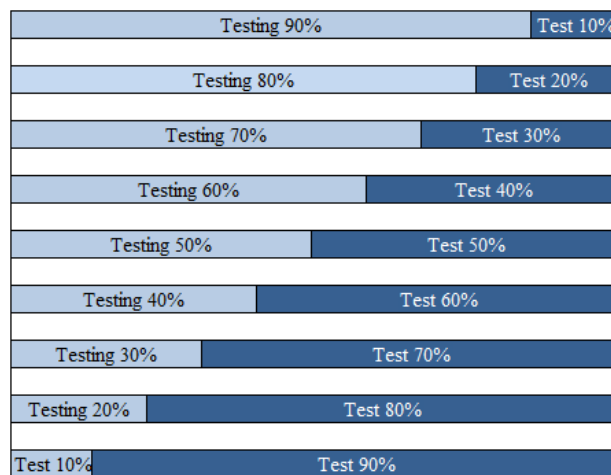 Testing 90% Test 10%
Testing 80% Test 20%
Testing 70% Test 30%
Testing 60% Test 40%
Testing 50% Test 50%
Testing 40% Test 60%
Testing 30% Test 70%
Testing 20% Test 80%
Test 10% Test 90%